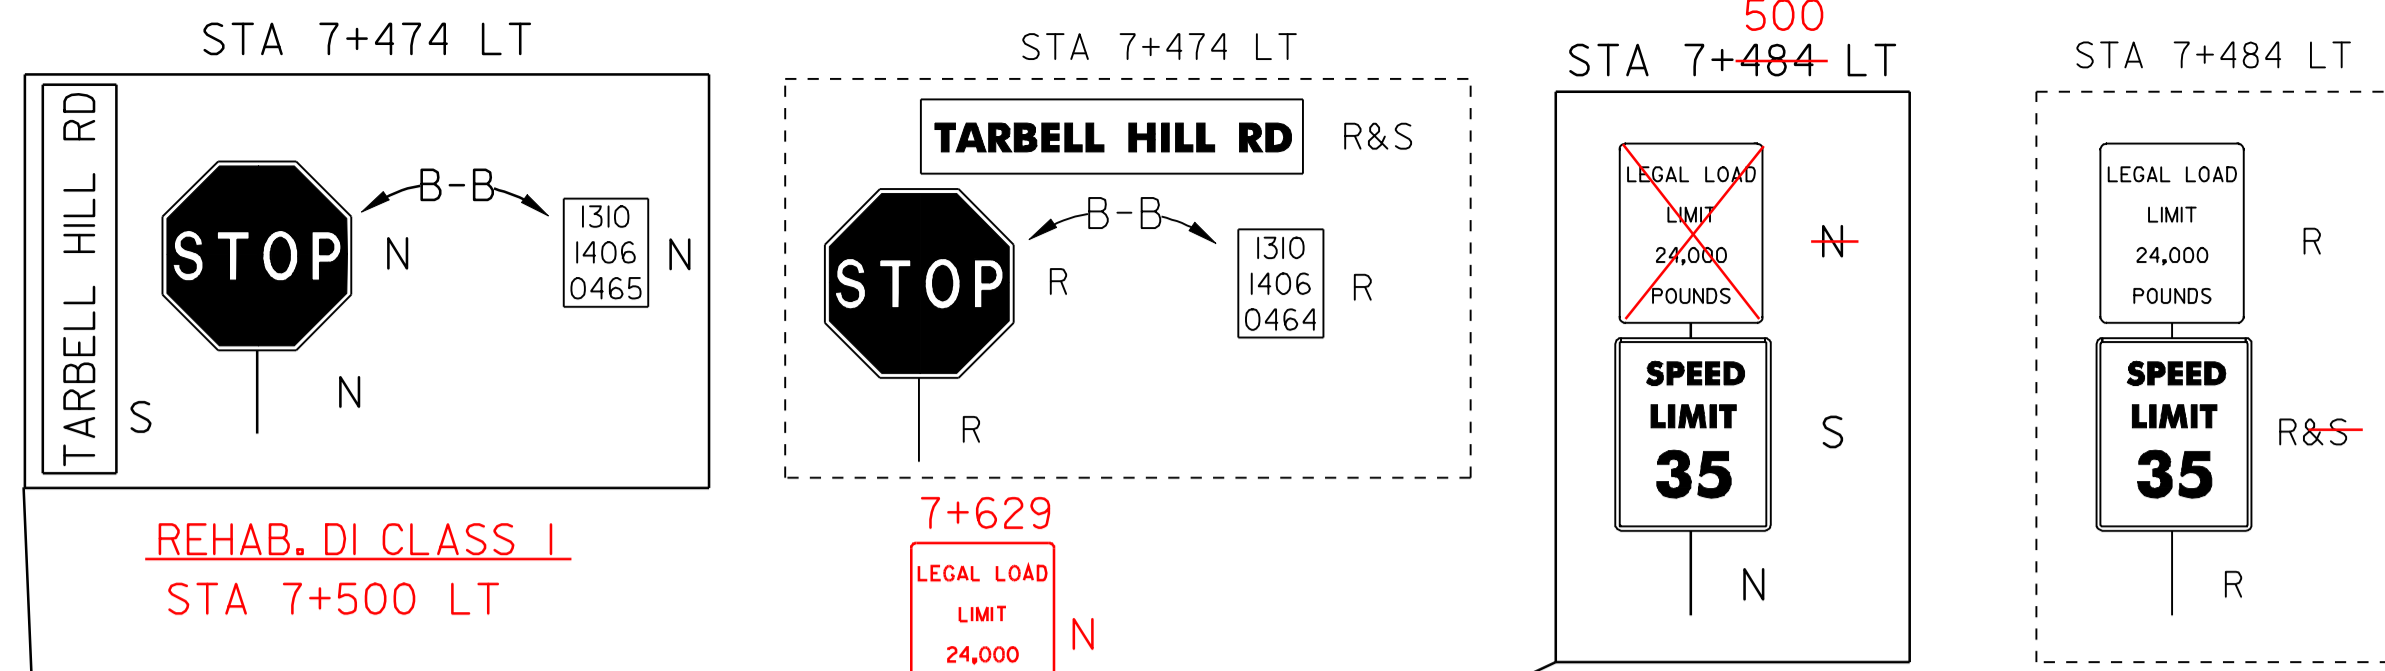 STA 7+474 LT
TARBELL HILL RD
STOP
B-B
N
1310
1406
0465
N
S
N
REHAB. DI CLASS I
STA 7+500 LT
STA 7+474 LT
TARBELL HILL RD
R&S
STOP
B-B
R
1310
1406
0464
R
R
7+629
LEGAL LOAD
LIMIT
24,000
N
500
STA 7+484 LT
LEGAL LOAD
LIMIT
24,000
POUNDS
N
SPEED
LIMIT
35
S
N
STA 7+484 LT
LEGAL LOAD
LIMIT
24,000
POUNDS
R
SPEED
LIMIT
35
R&S
R